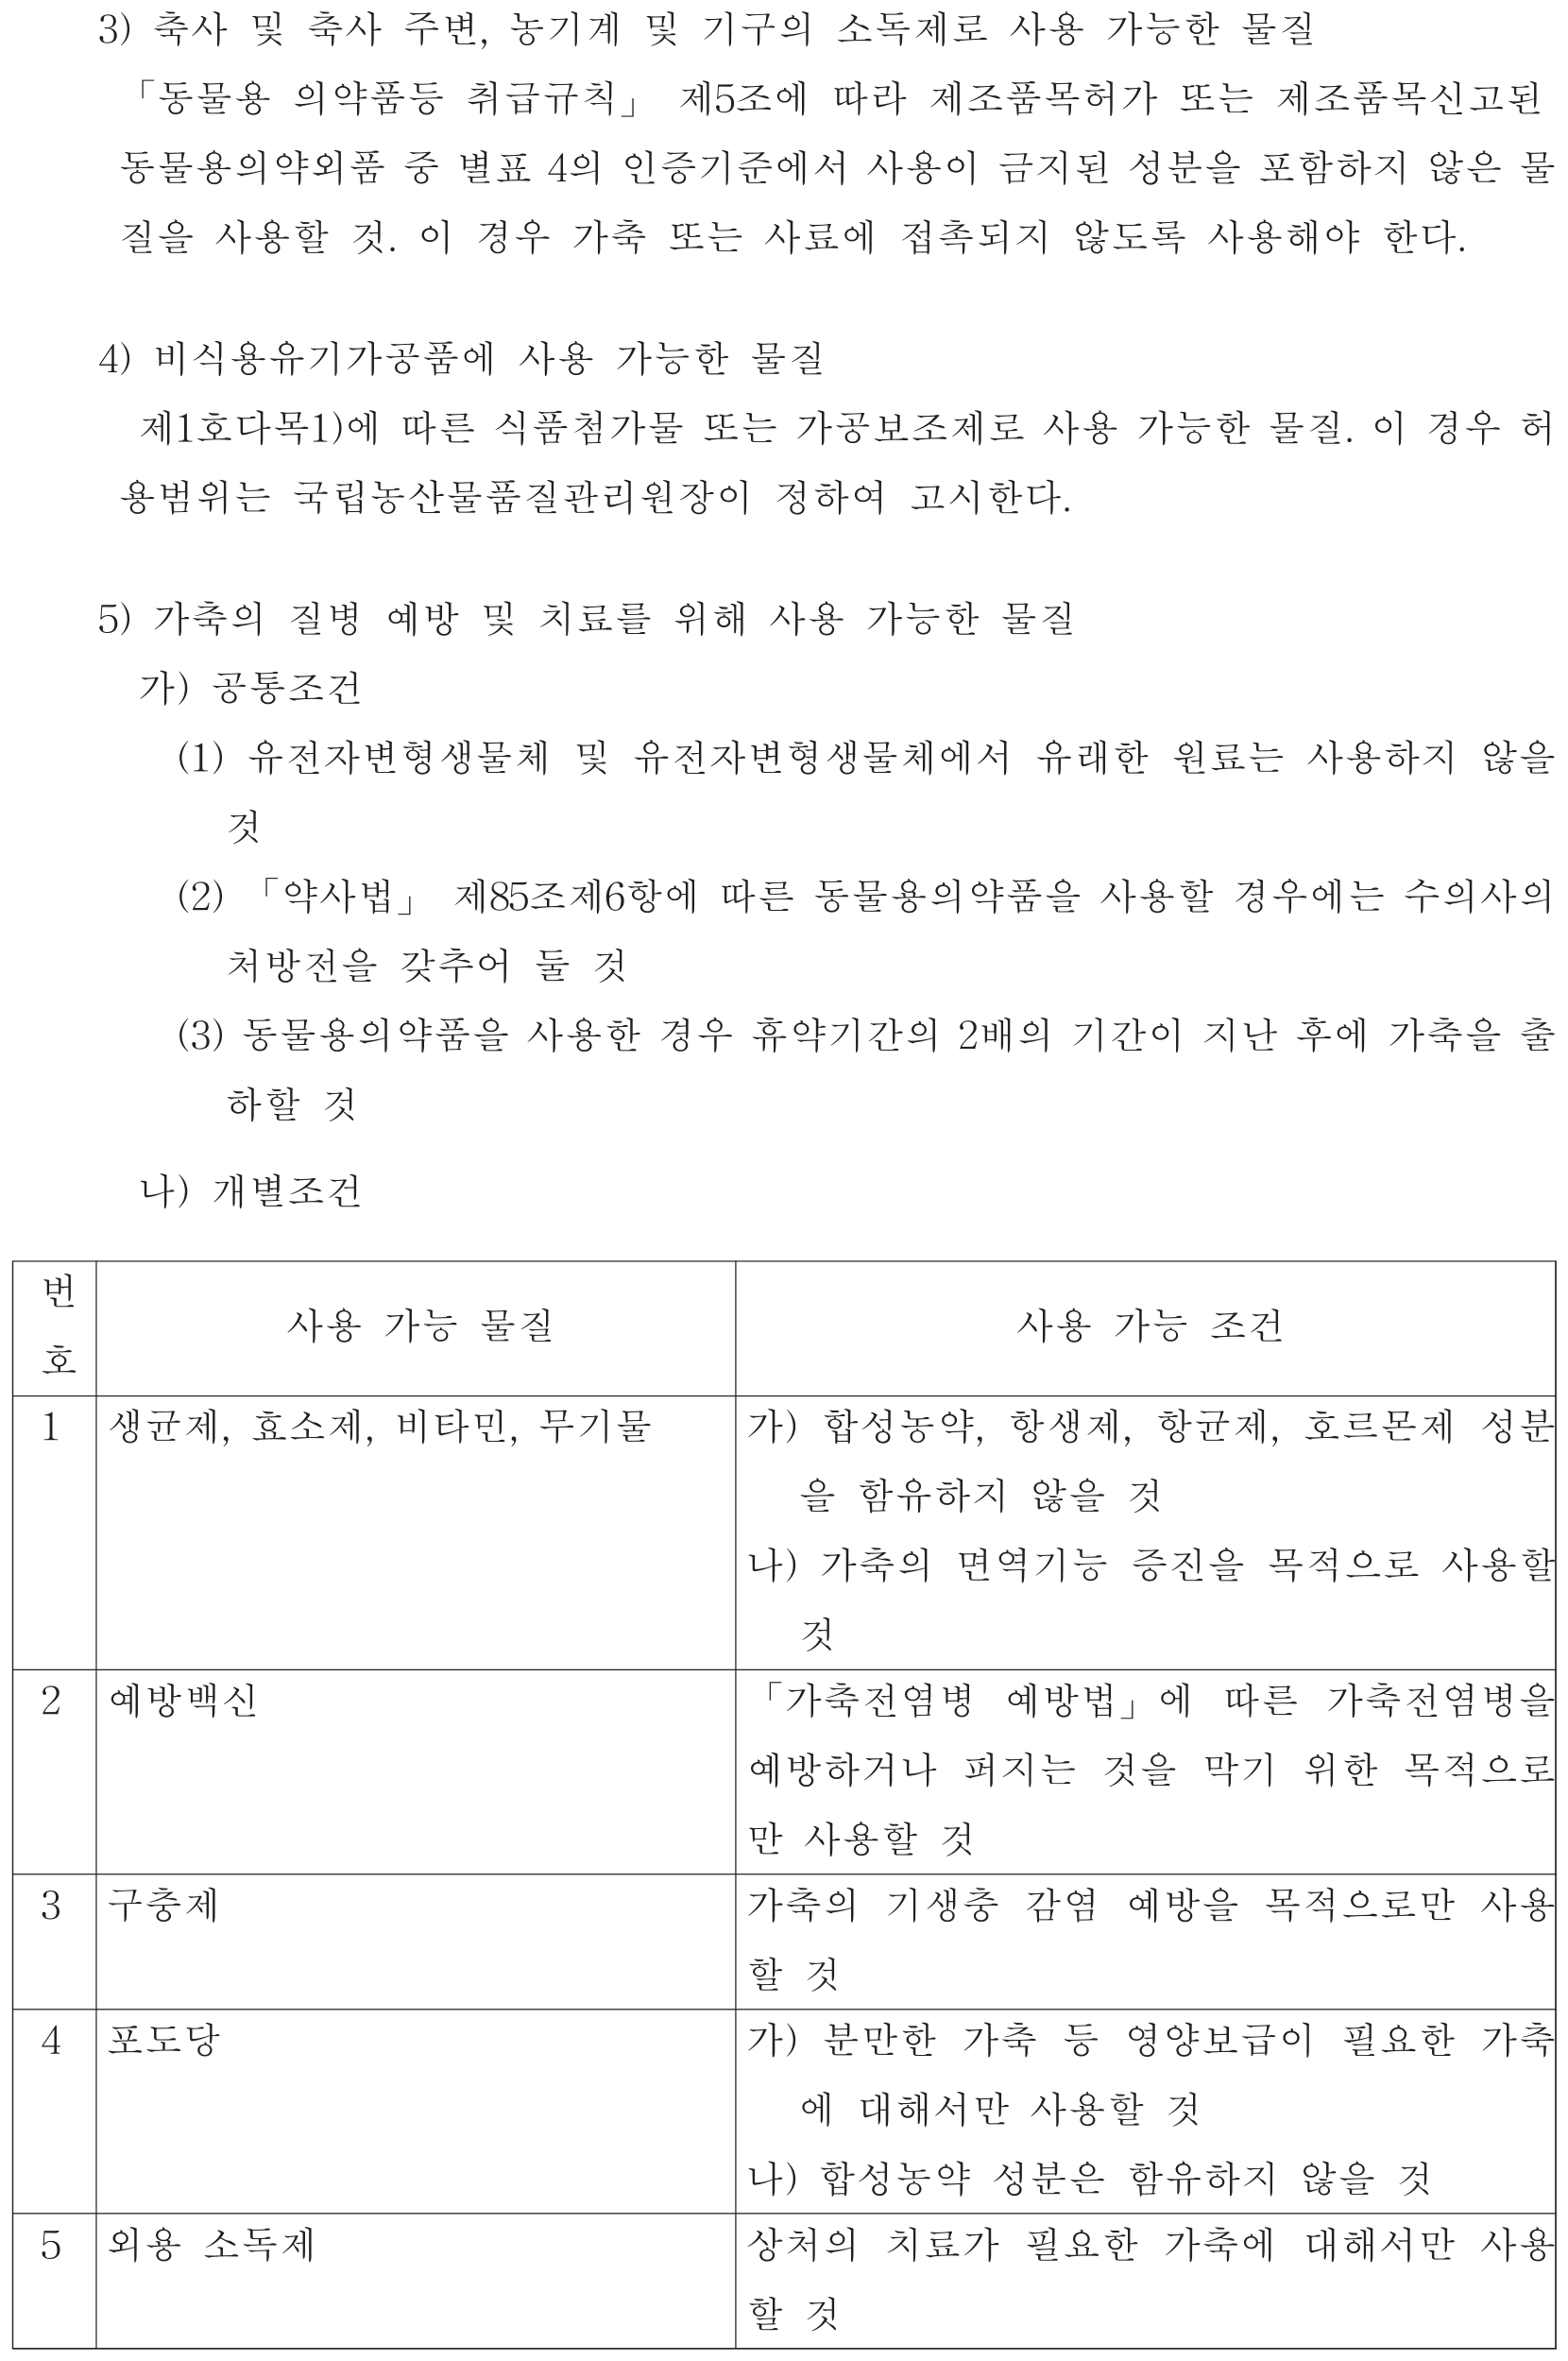 3) 축사 및 축사 주변, 농기계 및 기구의 소독제로 사용 가능한 물질
「동물용 의약품등 취급규칙」 제5조에 따라 제조품목허가 또는 제조품목신고된
동물용의약외품 중 별표 4의 인증기준에서 사용이 금지된 성분을 포함하지 않은 물
질을 사용할 것. 이 경우 가축 또는 사료에 접촉되지 않도록 사용해야 한다.
4) 비식용유기가공품에 사용 가능한 물질
제1호다목1)에 따른 식품첨가물 또는 가공보조제로 사용 가능한 물질. 이 경우 허
용범위는 국립농산물품질관리원장이 정하여 고시한다.
5) 가축의 질병 예방 및 치료를 위해 사용 가능한 물질
가) 공통조건
(1) 유전자변형생물체 및 유전자변형생물체에서 유래한 원료는 사용하지 않을
것
(2) 「약사법」 제85조제6항에 따른 동물용의약품을 사용할 경우에는 수의사의
처방전을 갖추어 둘 것
(3) 동물용의약품을 사용한 경우 휴약기간의 2배의 기간이 지난 후에 가축을 출
하할 것
나) 개별조건
번
호
사용 가능 물질
사용 가능 조건
1
생균제, 효소제, 비타민, 무기물
가) 합성농약, 항생제, 항균제, 호르몬제 성분
을 함유하지 않을 것
나) 가축의 면역기능 증진을 목적으로 사용할
것
2
예방백신
「가축전염병 예방법」에 따른 가축전염병을
예방하거나 퍼지는 것을 막기 위한 목적으로
만 사용할 것
3
구충제
가축의 기생충 감염 예방을 목적으로만 사용
할 것
4
포도당
가) 분만한 가축 등 영양보급이 필요한 가축
에 대해서만 사용할 것
나) 합성농약 성분은 함유하지 않을 것
5
외용 소독제
상처의 치료가 필요한 가축에 대해서만 사용
할 것